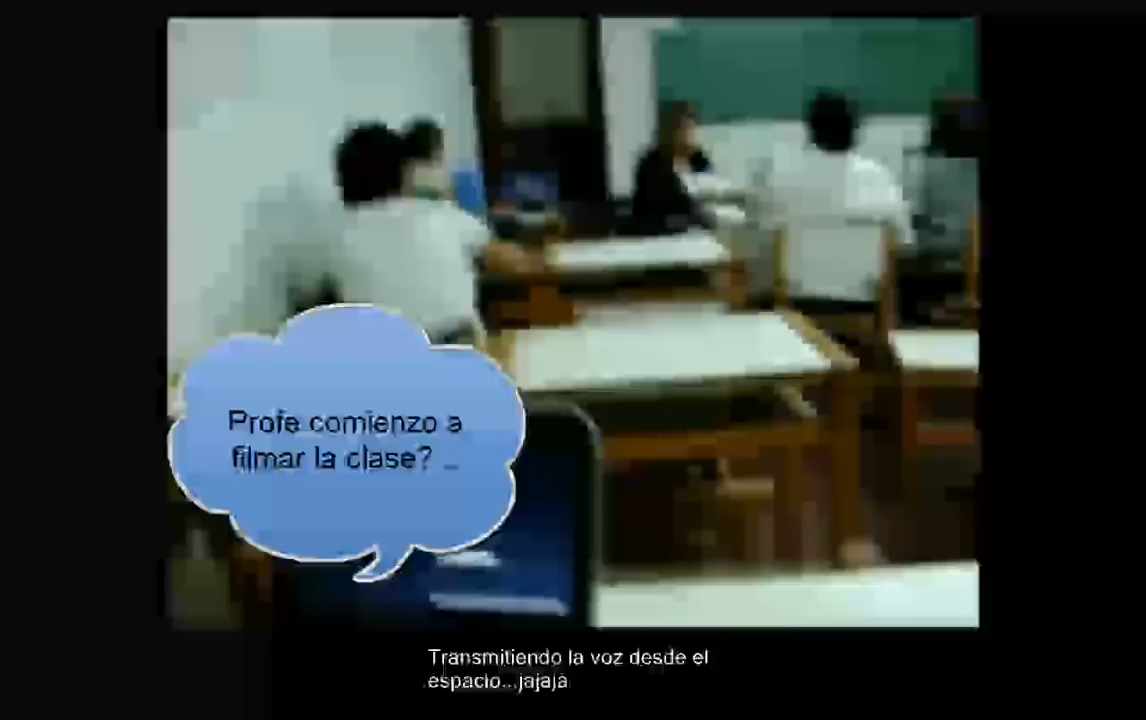 Profe comienzo a
filmar la clase? ..
Transmitiendo la voz desde el
espacio...jajaja